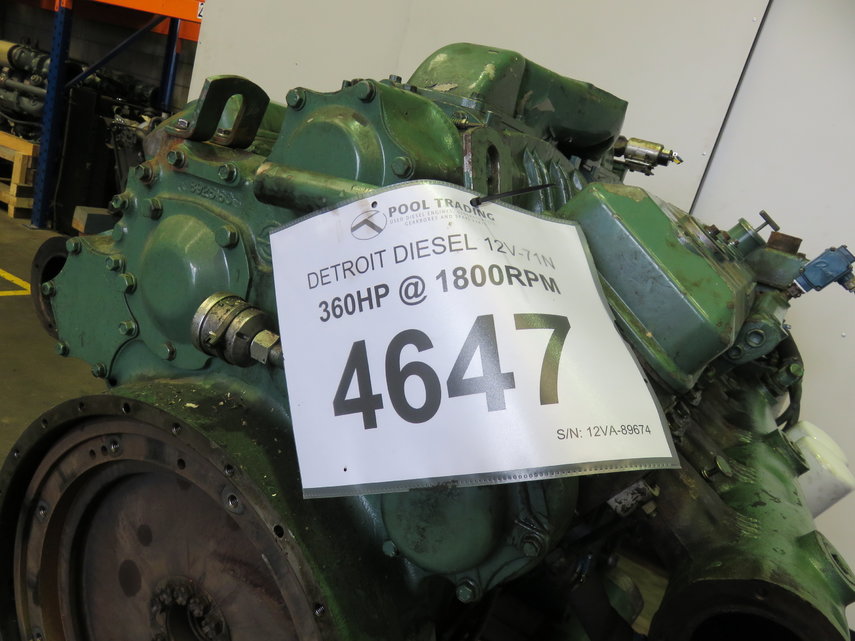 POOL TRADING
DETROIT DIESEL 12V-71N
360HP @ 1800RPM
4647
S/N: 12VA-89674